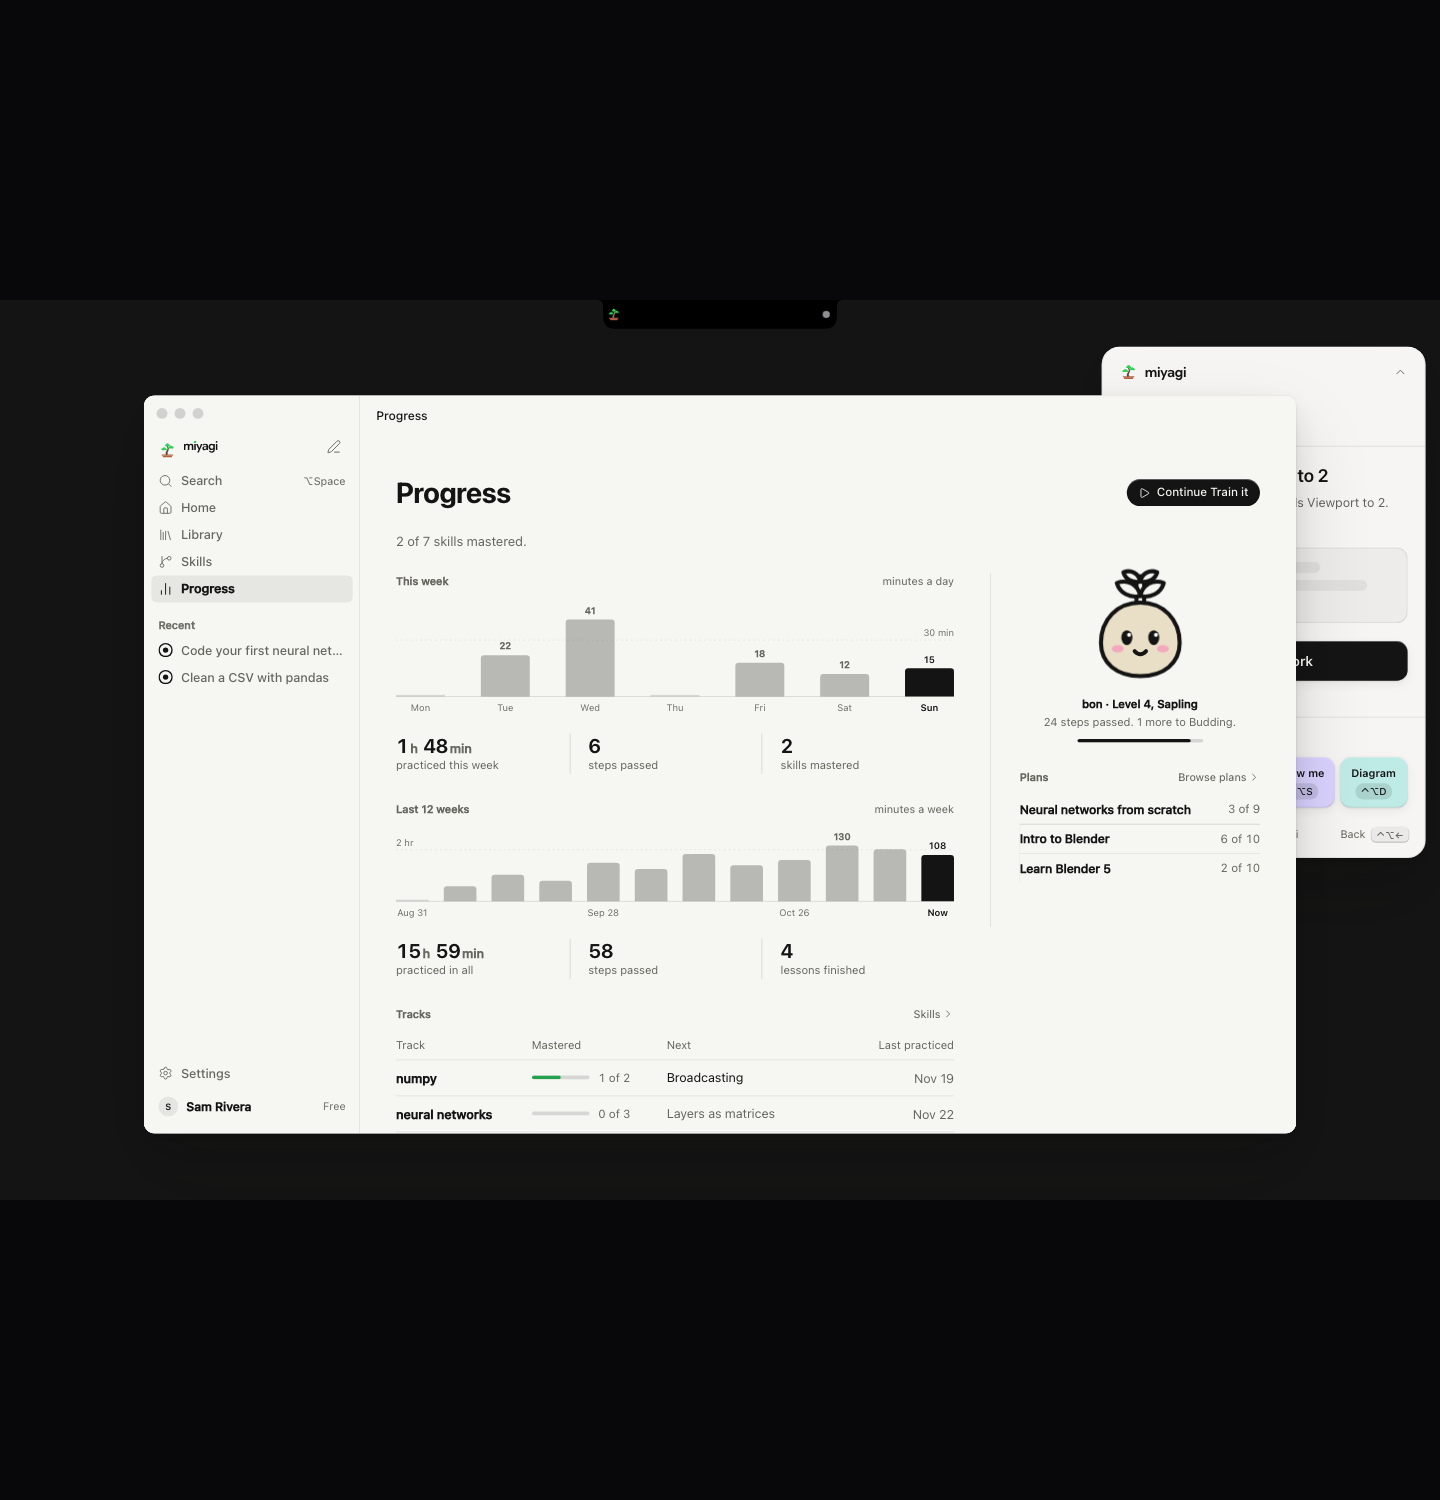 miyagi
miyagi
Search ⌥Space
Home
Library
Skills
Progress
Recent
Code your first neural net...
Clean a CSV with pandas
Settings
S Sam Rivera Free
Progress
Progress
Continue Train it
2 of 7 skills mastered.
This week minutes a day
30 min
22 41 18 12 15
Mon Tue Wed Thu Fri Sat Sun
1 h 48 min
practiced this week
6
steps passed
2
skills mastered
Last 12 weeks minutes a week
2 hr
130 108
Aug 31 Sep 28 Oct 26 Now
15 h 59 min
practiced in all
58
steps passed
4
lessons finished
Tracks Skills
Track Mastered Next Last practiced
numpy 1 of 2 Broadcasting Nov 19
neural networks 0 of 3 Layers as matrices Nov 22
bon · Level 4, Sapling
24 steps passed. 1 more to Budding.
Plans Browse plans
Neural networks from scratch 3 of 9
Intro to Blender 6 of 10
Learn Blender 5 2 of 10
to 2
Viewport to 2.
me
⌥S
Diagram
^⌥D
Back ^⌥←